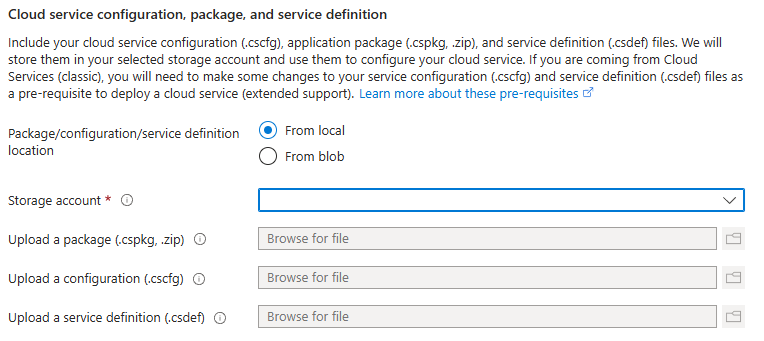 Cloud service configuration, package, and service definition
Include your cloud service configuration (.cscfg), application package (.cspkg, .zip), and service definition (.csdef) files. We will
store them in your selected storage account and use them to configure your cloud service. If you are coming from Cloud
Services (classic), you will need to make some changes to your service configuration (.cscfg) and service definition (.csdef) files as
a pre-requisite to deploy a cloud service (extended support). Learn more about these pre-requisites
Package/configuration/service definition
location
From local
From blob
Storage account *
Upload a package (.cspkg, .zip)
Browse for file
Upload a configuration (.cscfg)
Browse for file
Upload a service definition (.csdef)
Browse for file